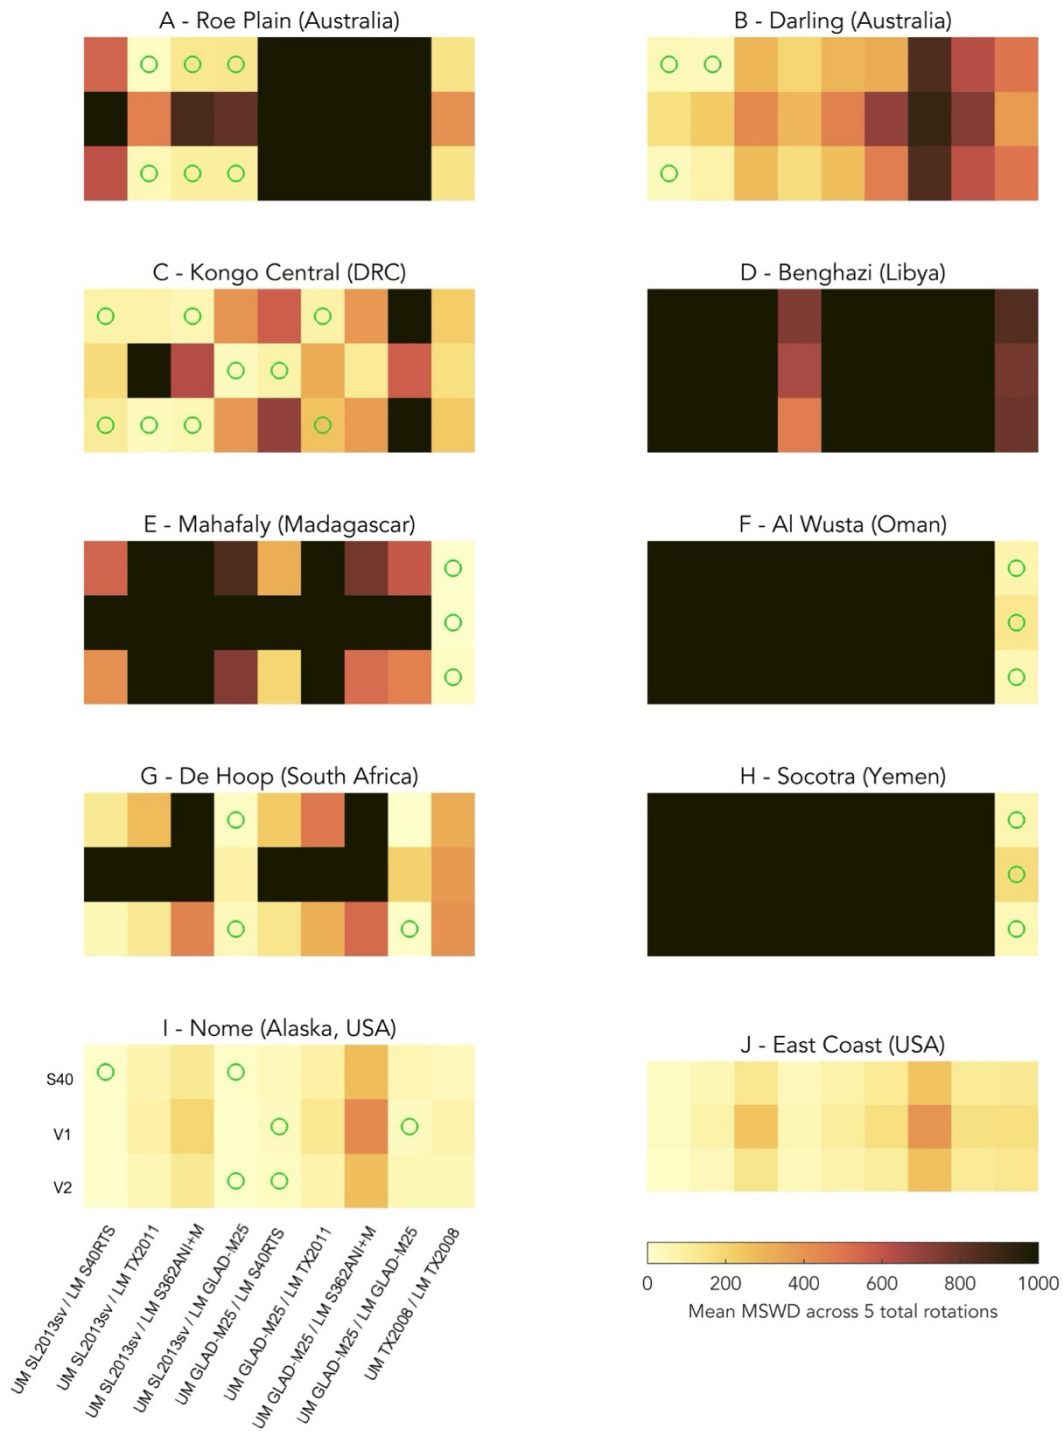 A - Roe Plain (Australia)
B - Darling (Australia)
C - Kongo Central (DRC)
D - Benghazi (Libya)
E - Mahafaly (Madagascar)
F - Al Wusta (Oman)
G - De Hoop (South Africa)
H - Socotra (Yemen)
I - Nome (Alaska, USA)
J - East Coast (USA)
S40
V1
V2
UM SL2013sv / LM S40RTS
UM SL2013sv / LM TX2011
UM SL2013sv / LM S362ANI+M
UM SL2013sv / LM GLAD-M25
UM GLAD-M25 / LM S40RTS
UM GLAD-M25 / LM TX2011
UM GLAD-M25 / LM S362ANI+M
UM GLAD-M25 / LM GLAD-M25
UM TX2008 / LM TX2008
0 200 400 600 800 1000
Mean MSWD across 5 total rotations